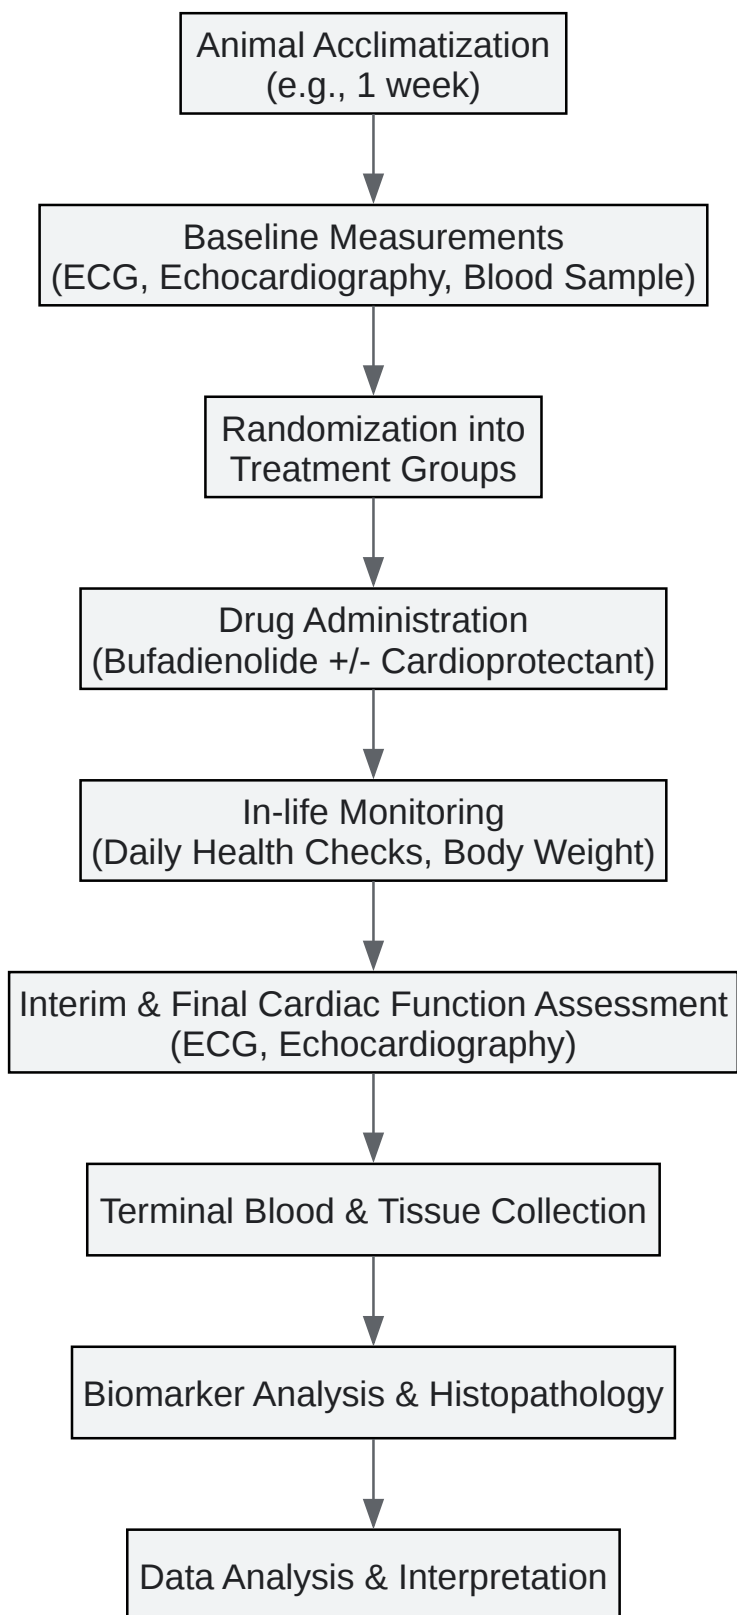 Animal Acclimatization
(e.g., 1 week)
Baseline Measurements
(ECG, Echocardiography, Blood Sample)
Randomization into
Treatment Groups
Drug Administration
(Bufadienolide +/- Cardioprotectant)
In-life Monitoring
(Daily Health Checks, Body Weight)
Interim & Final Cardiac Function Assessment
(ECG, Echocardiography)
Terminal Blood & Tissue Collection
Biomarker Analysis & Histopathology
Data Analysis & Interpretation